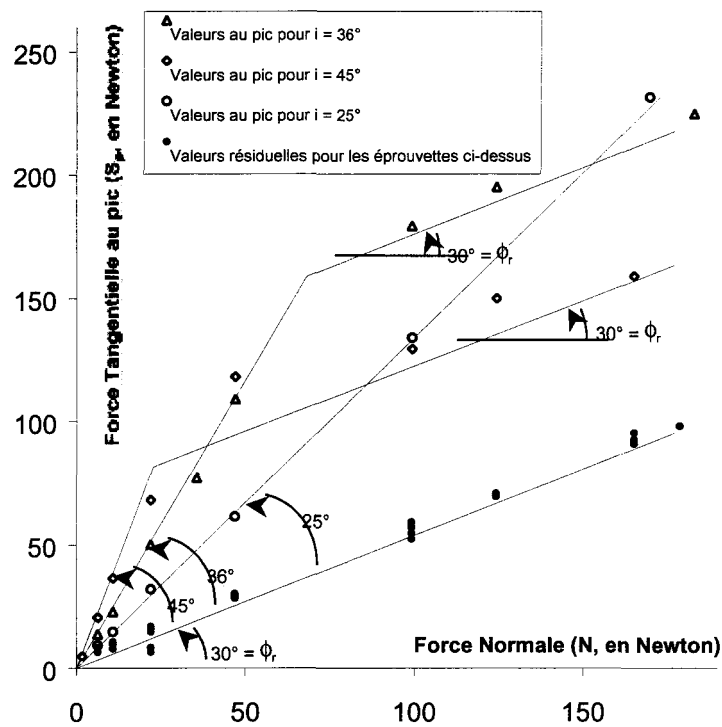 Valeurs au pic pour i = 36°
Valeurs au pic pour i = 45°
Valeurs au pic pour i = 25°
Valeurs résiduelles pour les éprouvettes ci-dessus
Force Tangentielle au pic (Spi, en Newton)
250
200
150
100
50
0
30° = ϕr
30° = ϕr
25°
36°
45°
30° = ϕr
Force Normale (N, en Newton)
0
50
100
150